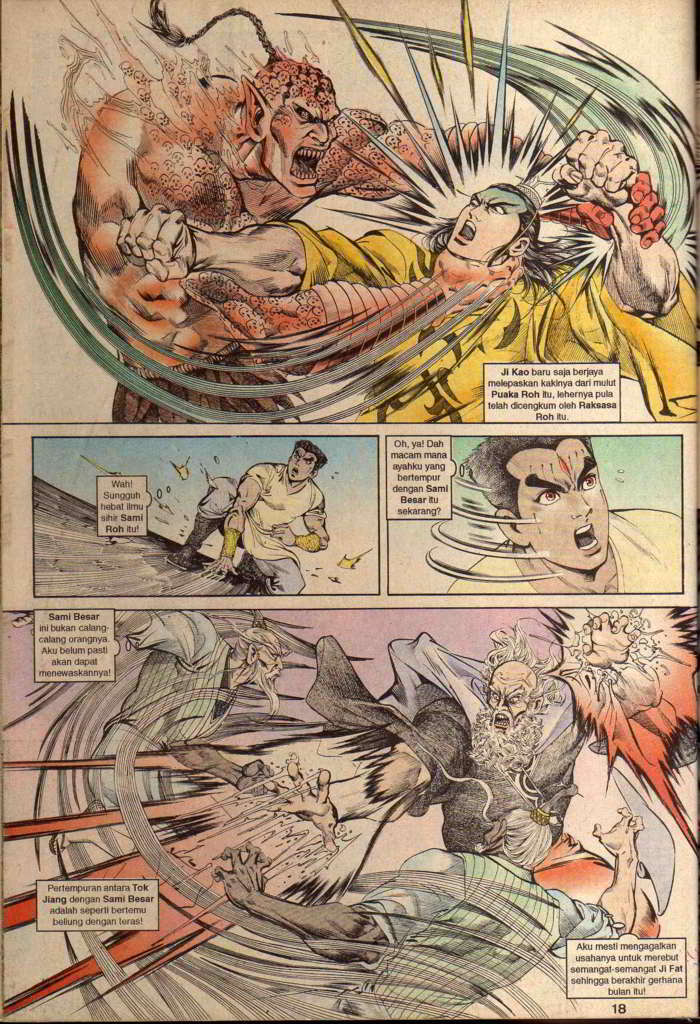 Ji Kao baru saja berjaya
melepaskan kakinya dari mulut
Puaka Roh itu, lehernya pula
telah dicengkum oleh Raksasa
Roh itu.
Wah!
Sungguh
hebat ilmu
sihir Sami
Roh itu!
Oh, ya! Dah
macam mana
ayahku yang
bertempur
dengan Sami
Besar itu
sekarang?
Sami Besar
ini bukan calang-
calang orangnya.
Aku belum pasti
akan dapat
menewaskannya!
Pertempuran antara Tok
Jiang dengan Sami Besar
adalah seperti bertemu
beliung dengan teras!
Aku mesti mengagalkan
usahanya untuk merebut
semangat-semangat Ji Fat
sehingga berakhir gerhana
bulan itu!
18